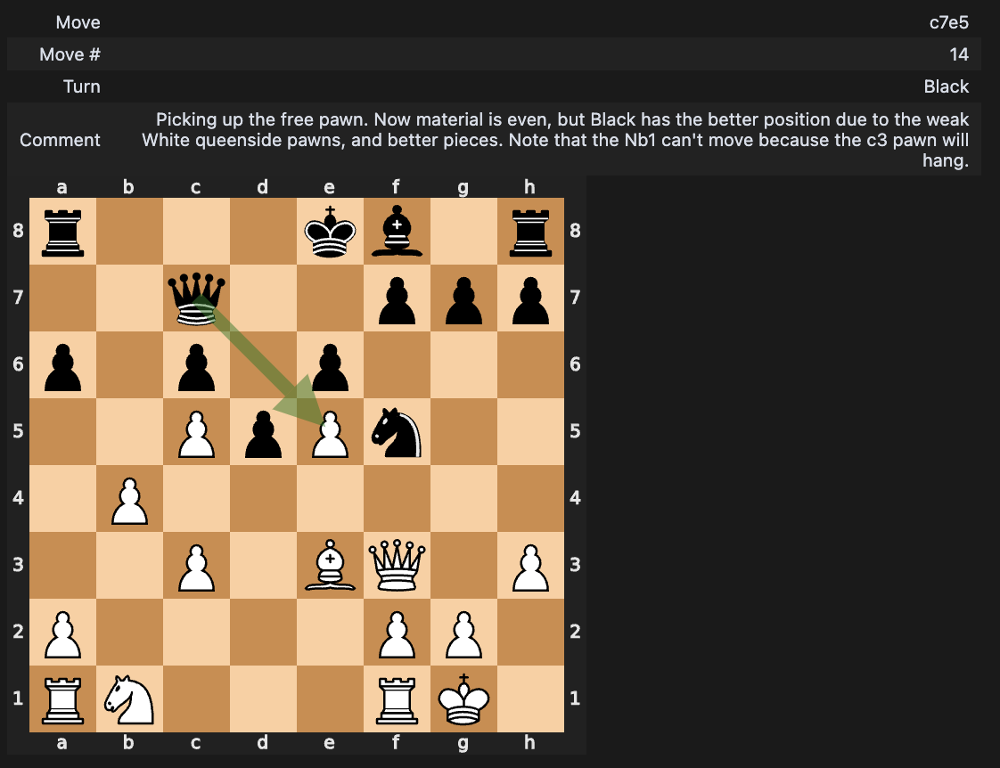 Move c7e5
Move # 14
Turn Black
Picking up the free pawn. Now material is even, but Black has the better position due to the weak
Comment White queenside pawns, and better pieces. Note that the Nb1 can't move because the c3 pawn will
hang.
a b c d e f g h
8 8
7 7
6 6
5 5
4 4
3 3
2 2
1 1
a b c d e f g h